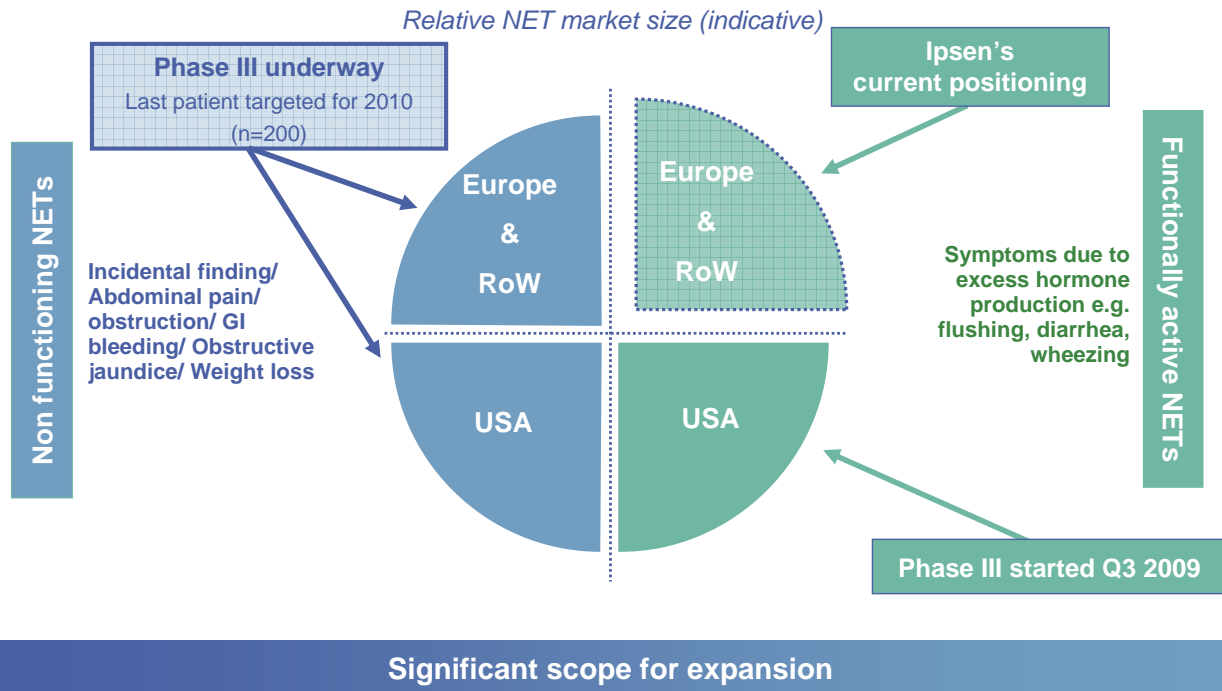 Relative NET market size (indicative)
Phase III underway
Last patient targeted for 2010
(n=200)
Ipsen's
current positioning
Non functioning NETs
Incidental finding/
Abdominal pain/
obstruction/ GI
bleeding/ Obstructive
jaundice/ Weight loss
Europe
&
RoW
Europe
&
RoW
Symptoms due to
excess hormone
production e.g.
flushing, diarrhea,
wheezing
Functionally active NETs
USA
USA
Phase III started Q3 2009
Significant scope for expansion